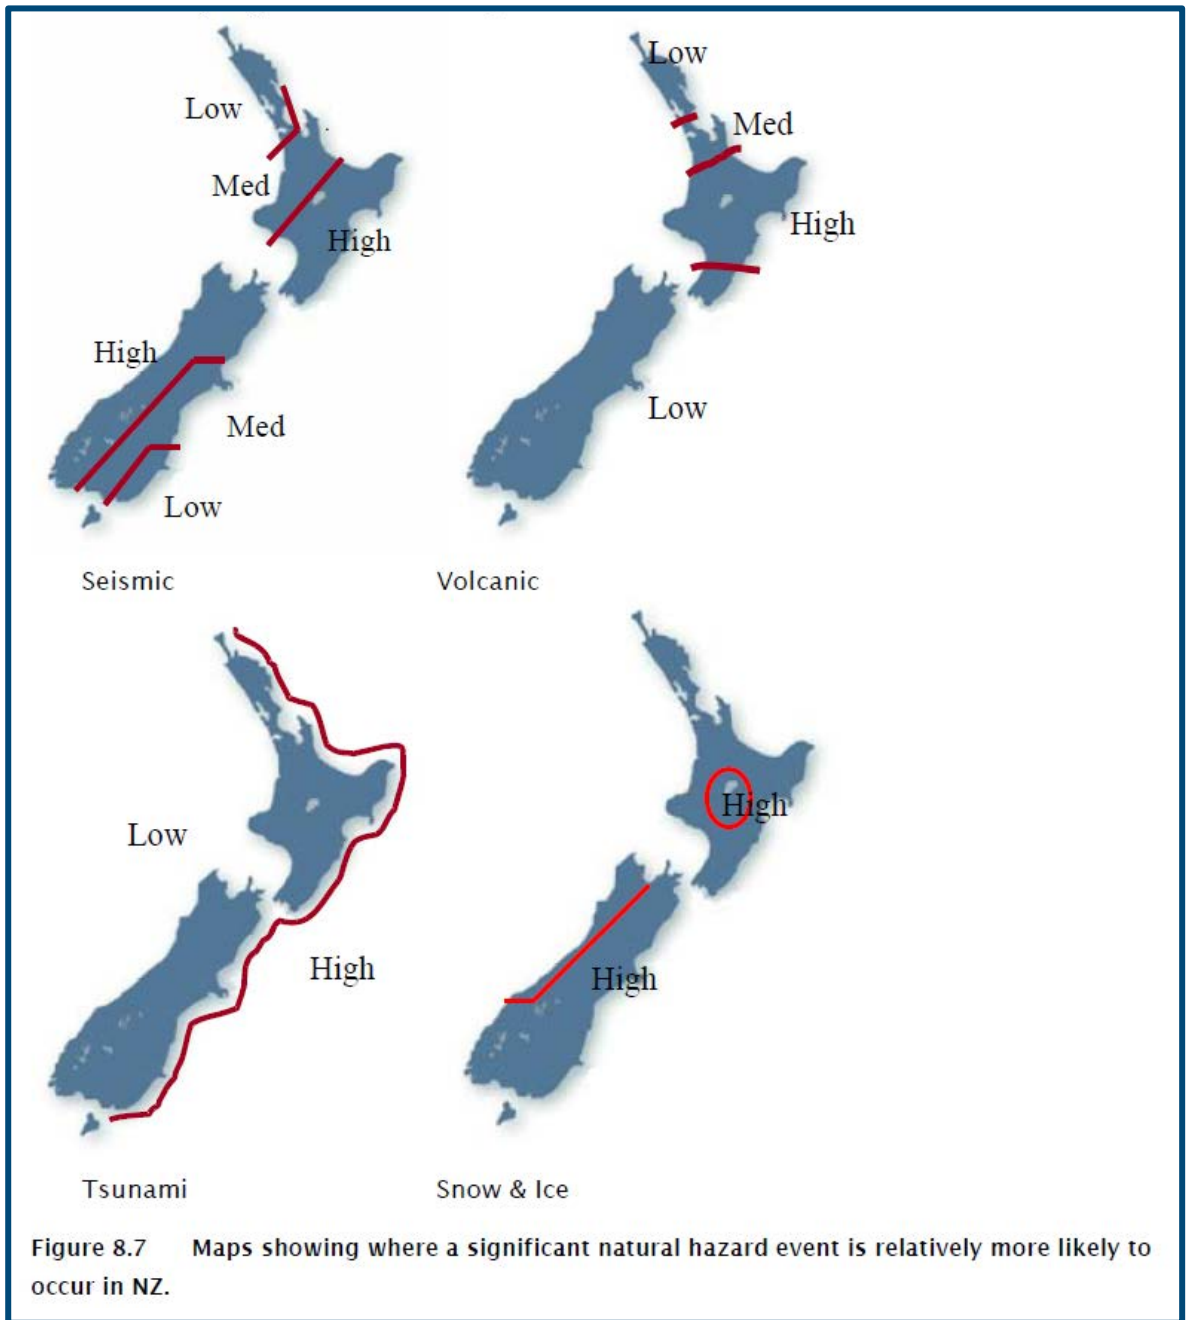 Low
Med
High
High
Med
Low
Seismic
Low
Med
High
Low
Volcanic
Low
High
Tsunami
High
High
Snow & Ice
Figure 8.7 Maps showing where a significant natural hazard event is relatively more likely to
occur in NZ.